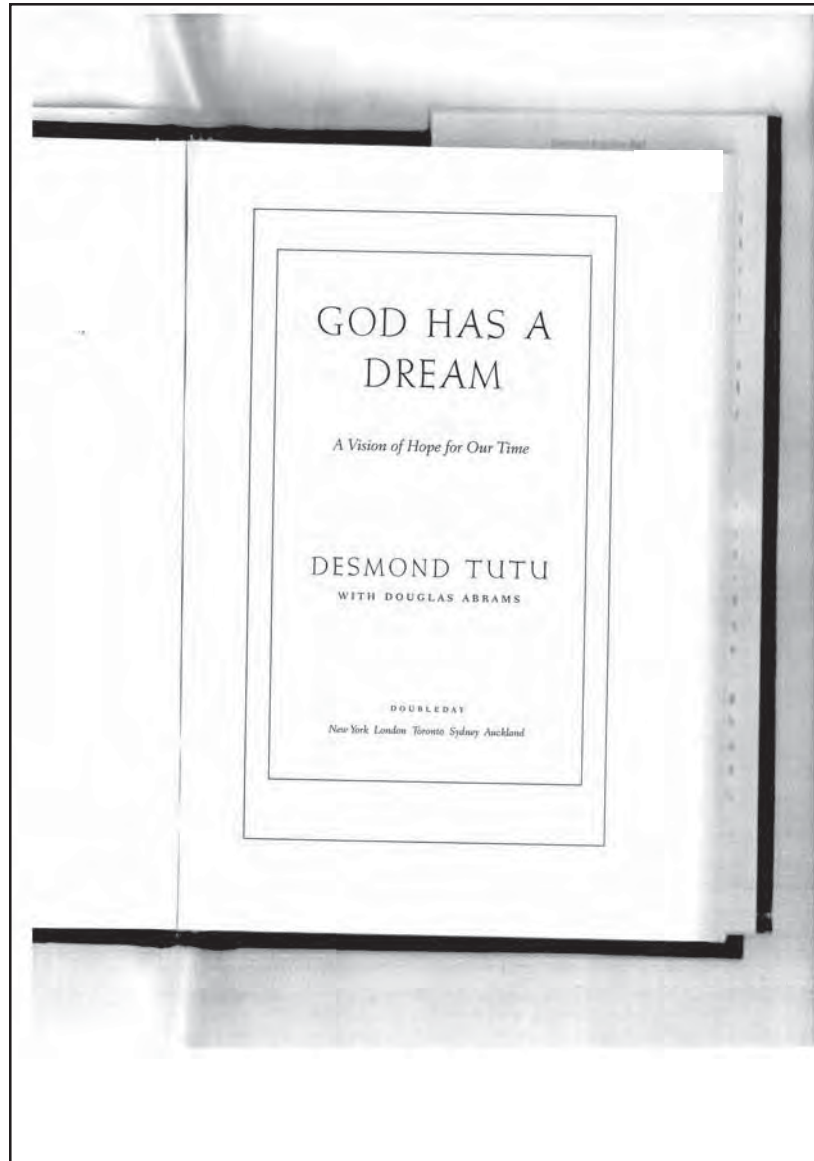 GOD HAS A
DREAM
A Vision of Hope for Our Time
DESMOND TUTU
WITH DOUGLAS ABRAMS
DOUBLEDAY
New York London Toronto Sydney Auckland